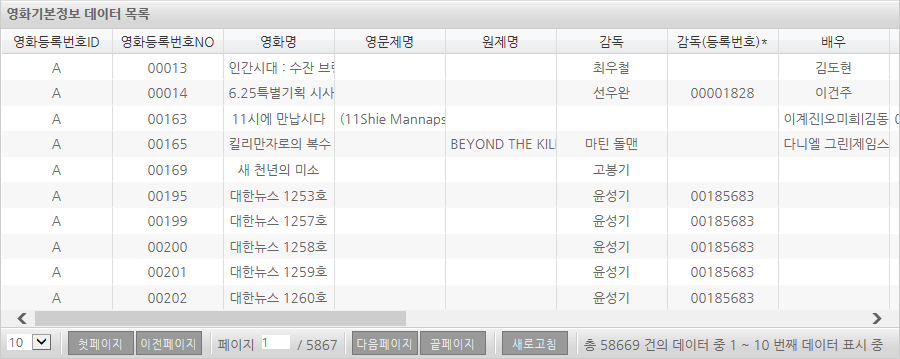 영화기본정보 데이터 목록
영화등록번호ID 영화등록번호NO 영화명 영문제명 원제명 감독 감독(등록번호)* 배우
A 00013 인간시대 : 수잔 최우철 김도현
A 00014 6.25특별기획 시사 선우완 00001828 이건주
A 00163 11시에 만납시다 (11Shie Mannaps 이계진|오미희|김동
A 00165 킬리만자로의 복수 BEYOND THE KILI 마틴 돌맨 다니엘 그린|제임스
A 00169 새 천년의 미소 고봉기
A 00195 대한뉴스 1253호 윤성기 00185683
A 00199 대한뉴스 1257호 윤성기 00185683
A 00200 대한뉴스 1258호 윤성기 00185683
A 00201 대한뉴스 1259호 윤성기 00185683
A 00202 대한뉴스 1260호 윤성기 00185683
10 첫페이지 이전페이지 페이지 1 / 5867 다음페이지 끝페이지 새로고침 총 58669 건의 데이터 중 1 ~ 10 번째 데이터 표시 중